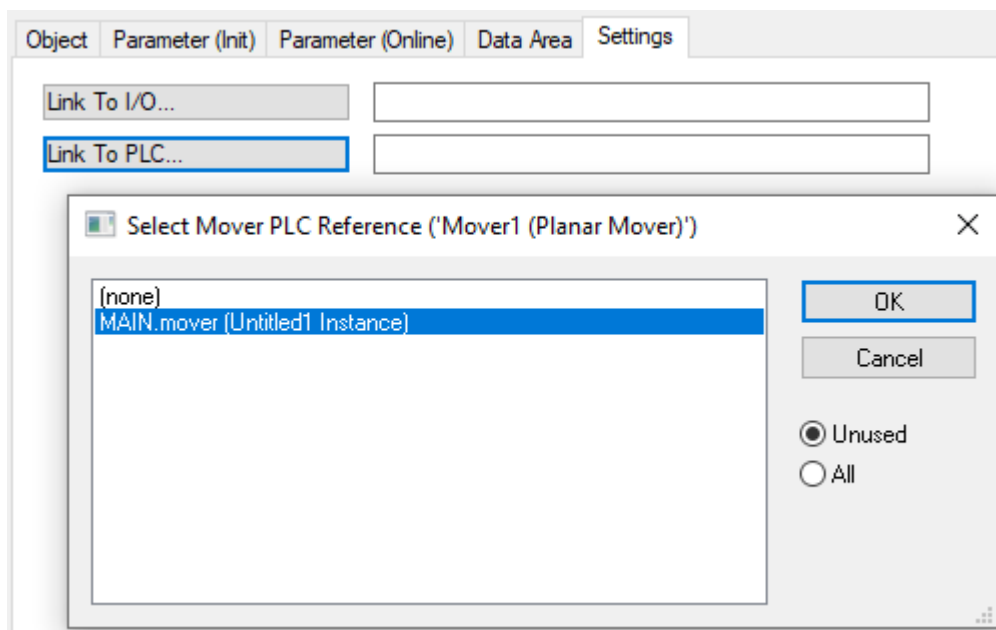 Object Parameter (Init) Parameter (Online) Data Area Settings
Link To I/O...
Link To PLC...
Select Mover PLC Reference ('Mover1 (Planar Mover)')
(none)
MAIN.mover (Untitled1 Instance)
OK
Cancel
Unused
All